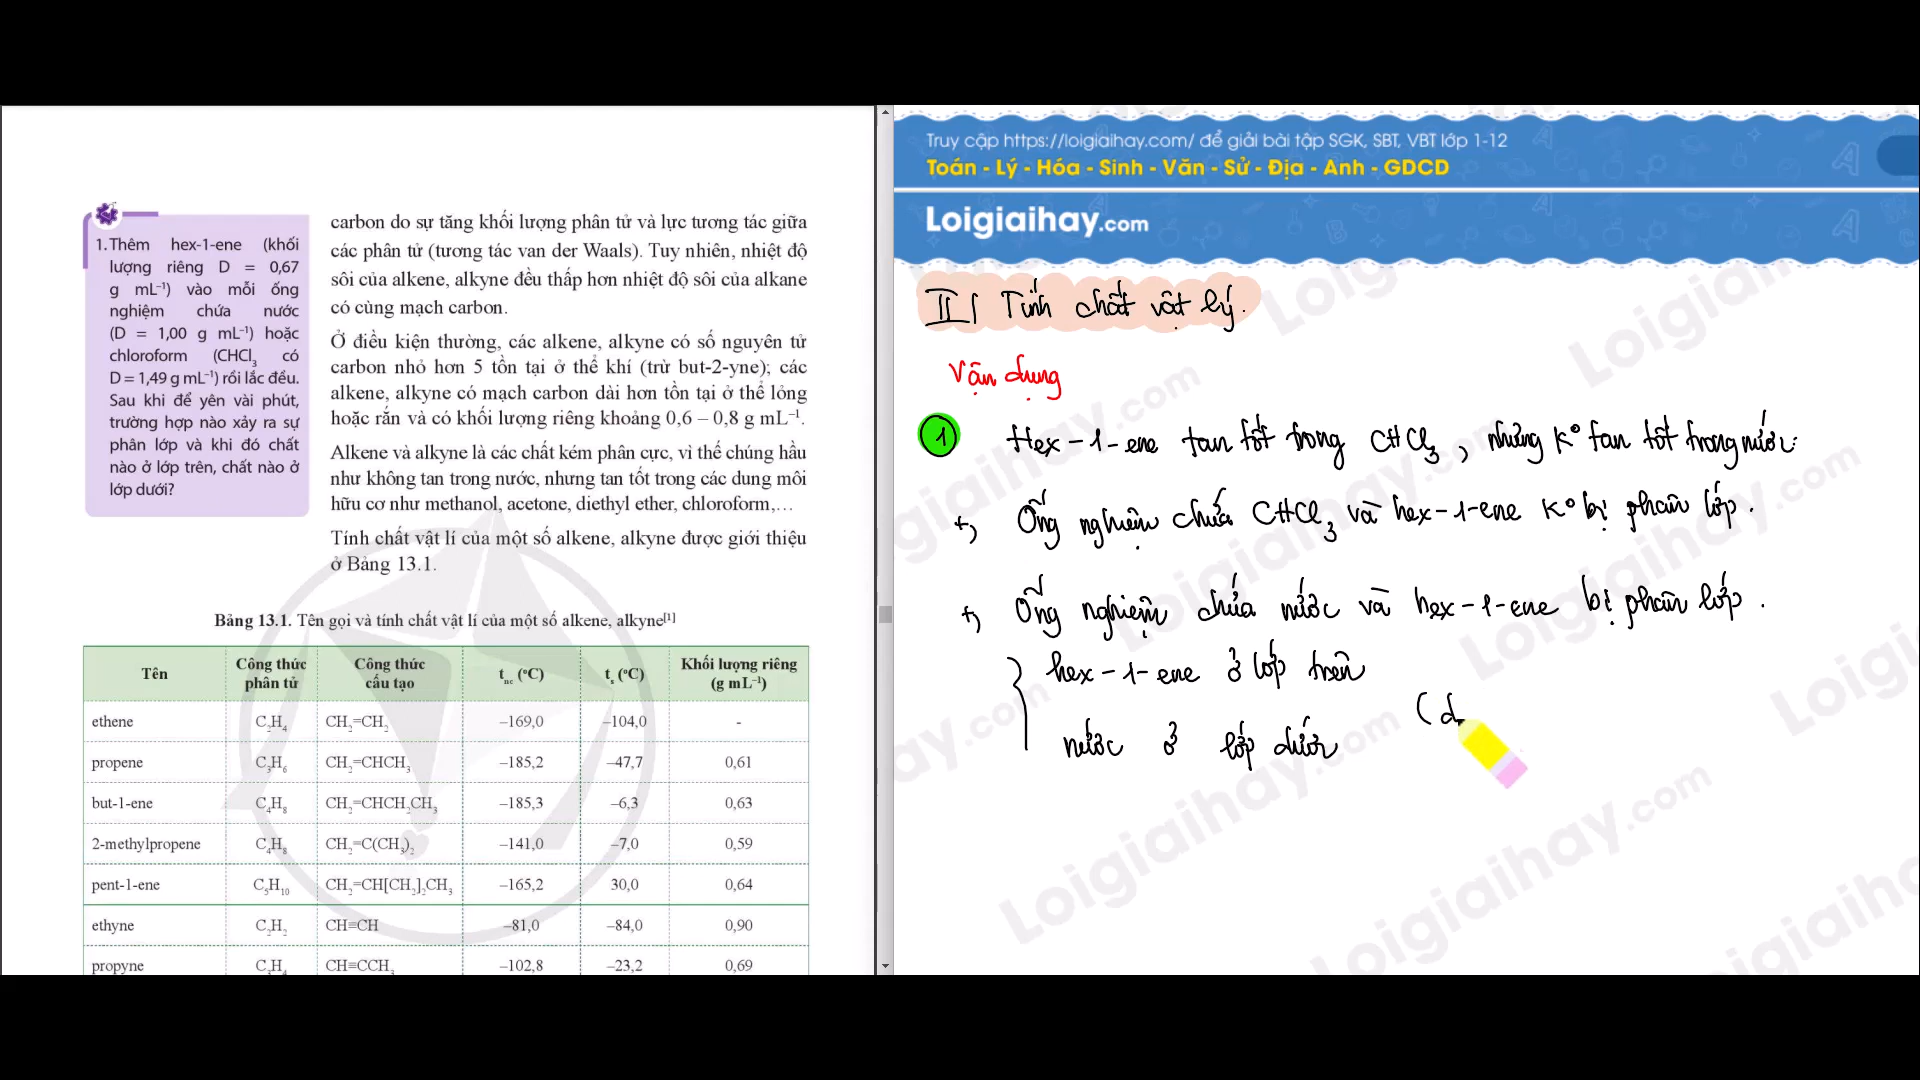 1. Thêm hex-1-ene (khối
lượng riêng D = 0,67
g mL⁻¹) vào mỗi ống
nghiệm chứa nước
(D = 1,00 g mL⁻¹) hoặc
chloroform (CHCl₃ có
D = 1,49 g mL⁻¹) rồi lắc đều.
Sau khi để yên vài phút,
trường hợp nào xảy ra sự
phân lớp và khi đó chất
nào ở lớp trên, chất nào ở
lớp dưới?
carbon do sự tăng khối lượng phân tử và lực tương tác giữa
các phân tử (tương tác van der Waals). Tuy nhiên, nhiệt độ
sôi của alkene, alkyne đều thấp hơn nhiệt độ sôi của alkane
có cùng mạch carbon.
Ở điều kiện thường, các alkene, alkyne có số nguyên tử
carbon nhỏ hơn 5 tồn tại ở thể khí (trừ but-2-yne); các
alkene, alkyne có mạch carbon dài hơn tồn tại ở thể lỏng
hoặc rắn và có khối lượng riêng khoảng 0,6 – 0,8 g mL⁻¹.
Alkene và alkyne là các chất kém phân cực, vì thế chúng hầu
như không tan trong nước, nhưng tan tốt trong các dung môi
hữu cơ như methanol, acetone, diethyl ether, chloroform,...
Tính chất vật lí của một số alkene, alkyne được giới thiệu
ở Bảng 13.1.
Bảng 13.1. Tên gọi và tính chất vật lí của một số alkene, alkyne[1]
Tên Công thức phân tử Công thức cấu tạo t_nc (°C) t_s (°C) Khối lượng riêng (g mL⁻¹)
ethene C₂H₄ CH₂=CH₂ –169,0 –104,0 -
propene C₃H₆ CH₂=CHCH₃ –185,2 –47,7 0,61
but-1-ene C₄H₈ CH₂=CHCH₂CH₃ –185,3 –6,3 0,63
2-methylpropene C₄H₈ CH₂=C(CH₃)₂ –141,0 –7,0 0,59
pent-1-ene C₅H₁₀ CH₂=CH[CH₂]₂CH₃ –165,2 30,0 0,64
ethyne C₂H₂ CH≡CH –81,0 –84,0 0,90
propyne C₃H₄ CH≡CCH₃ –102,8 –23,2 0,69
Truy cập https://loigiaihay.com/ để giải bài tập SGK, SBT, VBT lớp 1-12
Toán - Lý - Hóa - Sinh - Văn - Sử - Địa - Anh - GDCD
Loigiaihay.com
II/ Tính chất vật lý.
Vận dụng
1 Hex-1-ene tan tốt trong CHCl₃, nhưng K° tan tốt trong nước:
+, Ống nghiệm chứa CHCl₃ và hex-1-ene K° bị phân lớp.
+, Ống nghiệm chứa nước và hex-1-ene bị phân lớp.
hex-1-ene ở lớp trên
nước ở lớp dưới (d